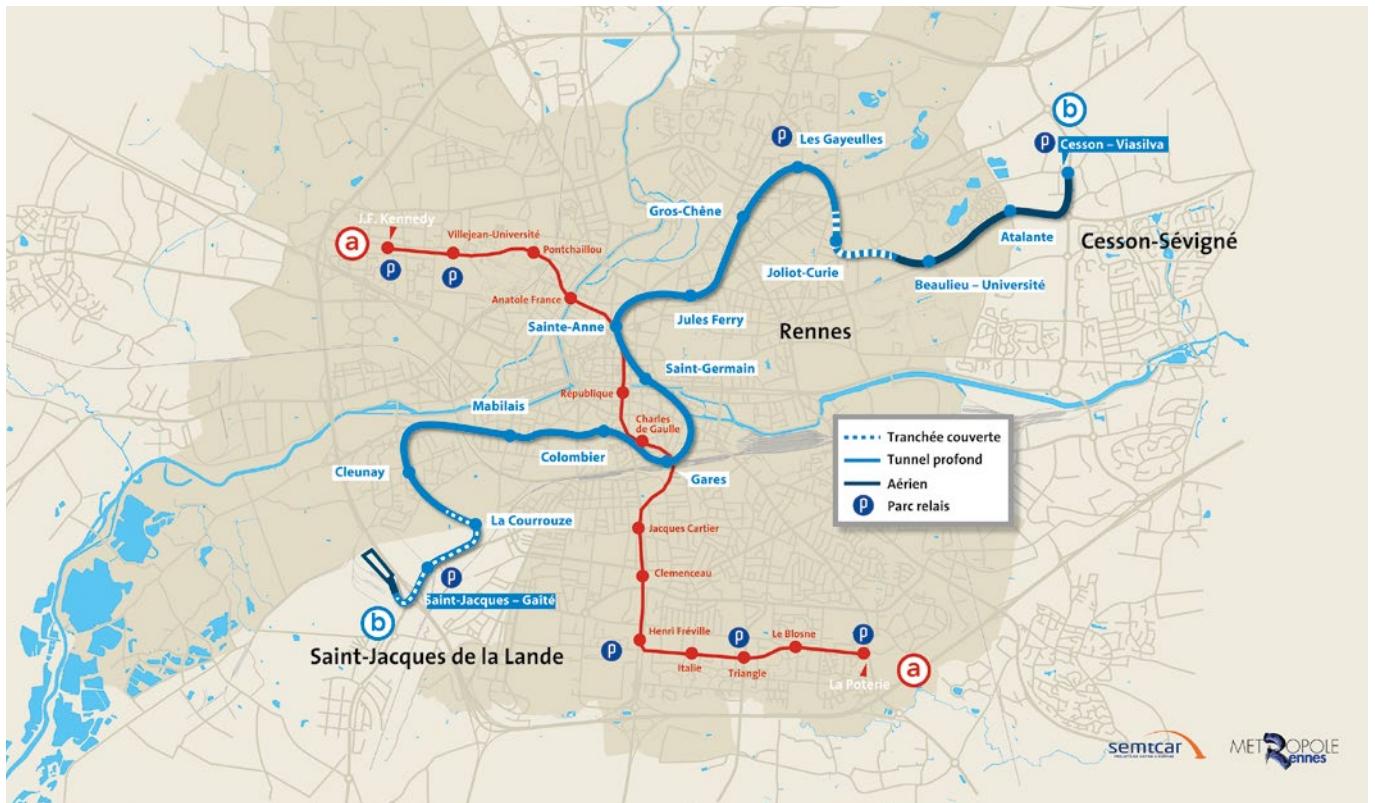 b
P Cesson – Viasilva
P Les Gayeulles
Gros-Chêne
J.F. Kennedy
a
Villejean-Université
Pontchaillou
Atalante
Cesson-Sévigné
P
P
Joliot-Curie
Beaulieu – Université
Anatole France
Sainte-Anne
Jules Ferry
Rennes
Saint-Germain
République
Mabilais
Charles
de Gaulle
Colombier
Cleunay
Gares
Tranchée couverte
Tunnel profond
Aérien
P Parc relais
La Courrouze
Jacques Cartier
P
Clemenceau
Saint-Jacques – Gaîté
b
Saint-Jacques de la Lande
Henri Fréville
P
Italie
P
Triangle
Le Blosne
P
La Poterie
a
semtcar
METROPOLE
Rennes